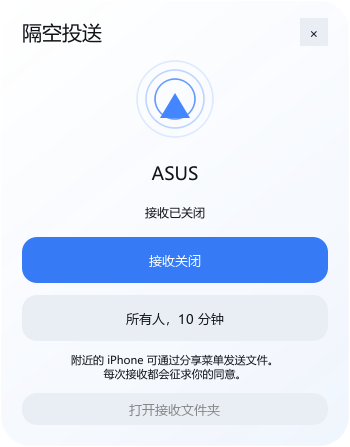 隔空投送
×
ASUS
接收已关闭
接收关闭
所有人，10 分钟
附近的 iPhone 可通过分享菜单发送文件。
每次接收都会征求你的同意。
打开接收文件夹